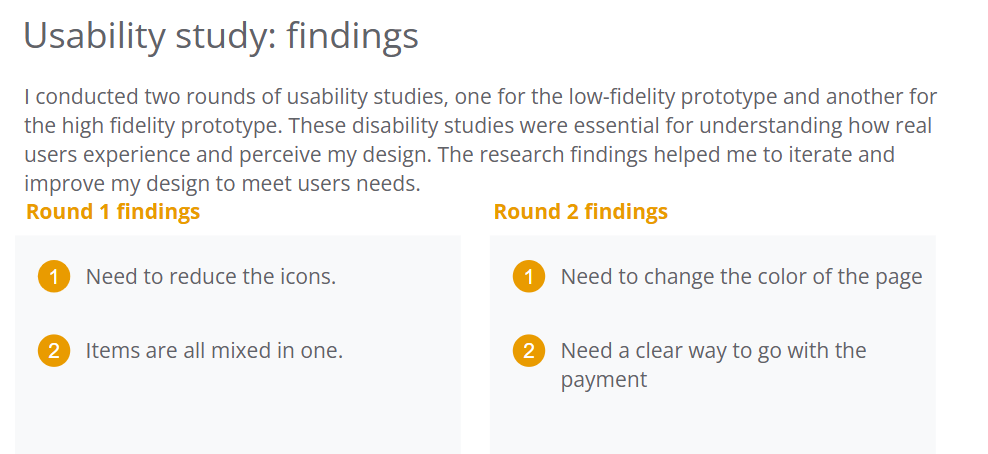 Usability study: findings
I conducted two rounds of usability studies, one for the low-fidelity prototype and another for
the high fidelity prototype. These disability studies were essential for understanding how real
users experience and perceive my design. The research findings helped me to iterate and
improve my design to meet users needs.
Round 1 findings
1 Need to reduce the icons.
2 Items are all mixed in one.
Round 2 findings
1 Need to change the color of the page
2 Need a clear way to go with the
payment